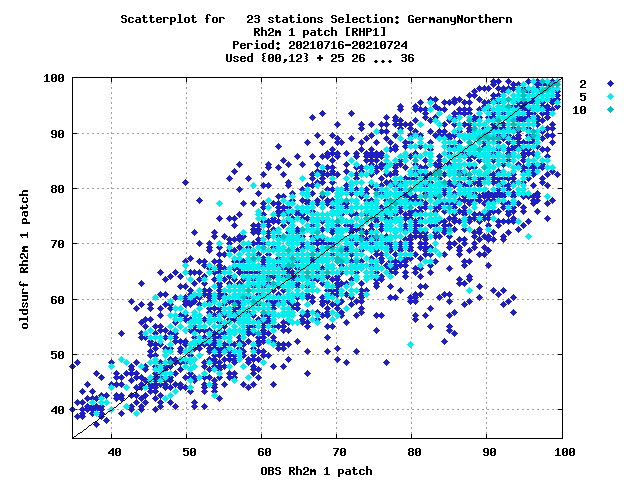 Scatterplot for   23 stations Selection: GermanyNorthern
Rh2m 1 patch [RHP1]
Period: 20210716-20210724
Used {00,12} + 25 26 ... 36
2
5
10
100
90
80
70
60
50
40
oldsurf Rh2m 1 patch
40 50 60 70 80 90 100
OBS Rh2m 1 patch